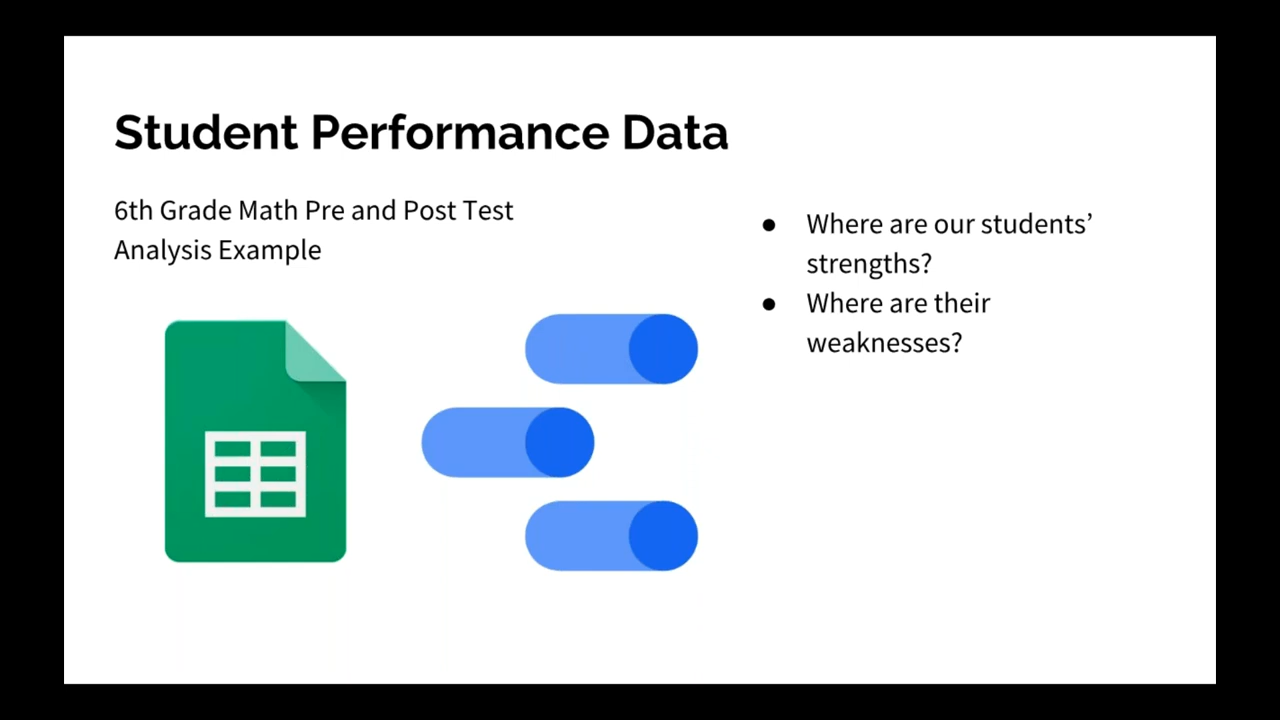 Student Performance Data
6th Grade Math Pre and Post Test
Analysis Example
● Where are our students’
strengths?
● Where are their
weaknesses?